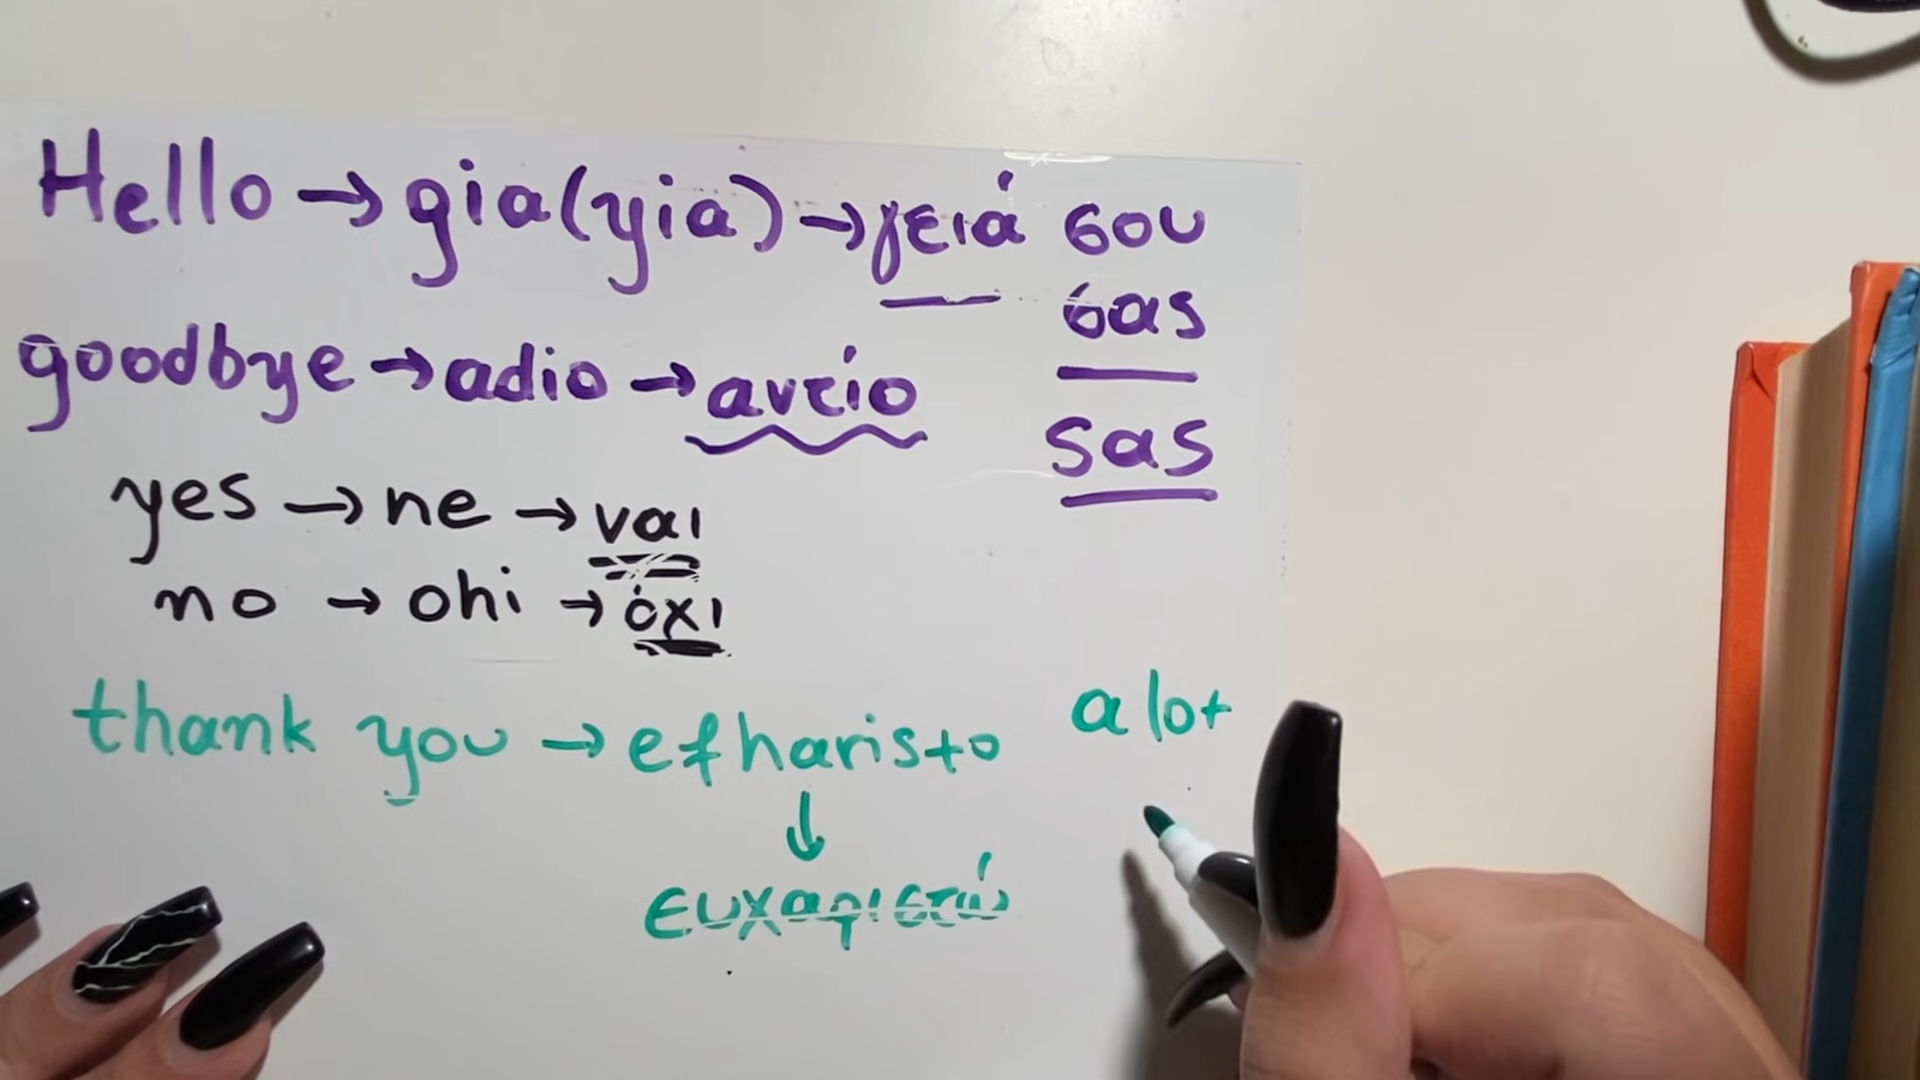 Hello → gia (yia) → γειά σου
σας
goodbye → adio → αντίο
sas
yes → ne → ναι
no → ohi → όχι
thank you → efharisto
a lot
↓
ευχαριστώ